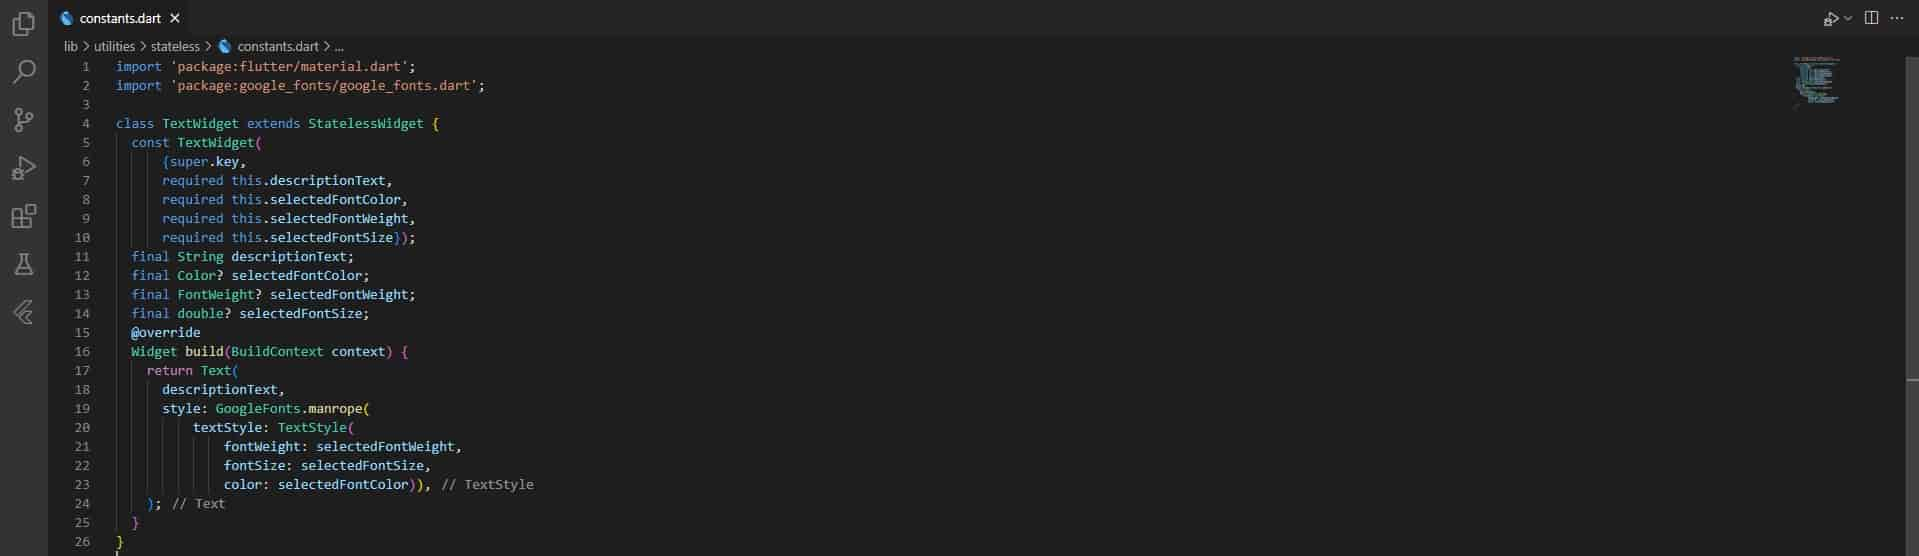 constants.dart
lib > utilities > stateless > constants.dart > ...
1 import 'package:flutter/material.dart';
2 import 'package:google_fonts/google_fonts.dart';
3
4 class TextWidget extends StatelessWidget {
5 const TextWidget(
6 {super.key,
7 required this.descriptionText,
8 required this.selectedFontColor,
9 required this.selectedFontWeight,
10 required this.selectedFontSize});
11 final String descriptionText;
12 final Color? selectedFontColor;
13 final FontWeight? selectedFontWeight;
14 final double? selectedFontSize;
15 @override
16 Widget build(BuildContext context) {
17 return Text(
18 descriptionText,
19 style: GoogleFonts.manrope(
20 textStyle: TextStyle(
21 fontWeight: selectedFontWeight,
22 fontSize: selectedFontSize,
23 color: selectedFontColor)), // TextStyle
24 ); // Text
25 }
26 }